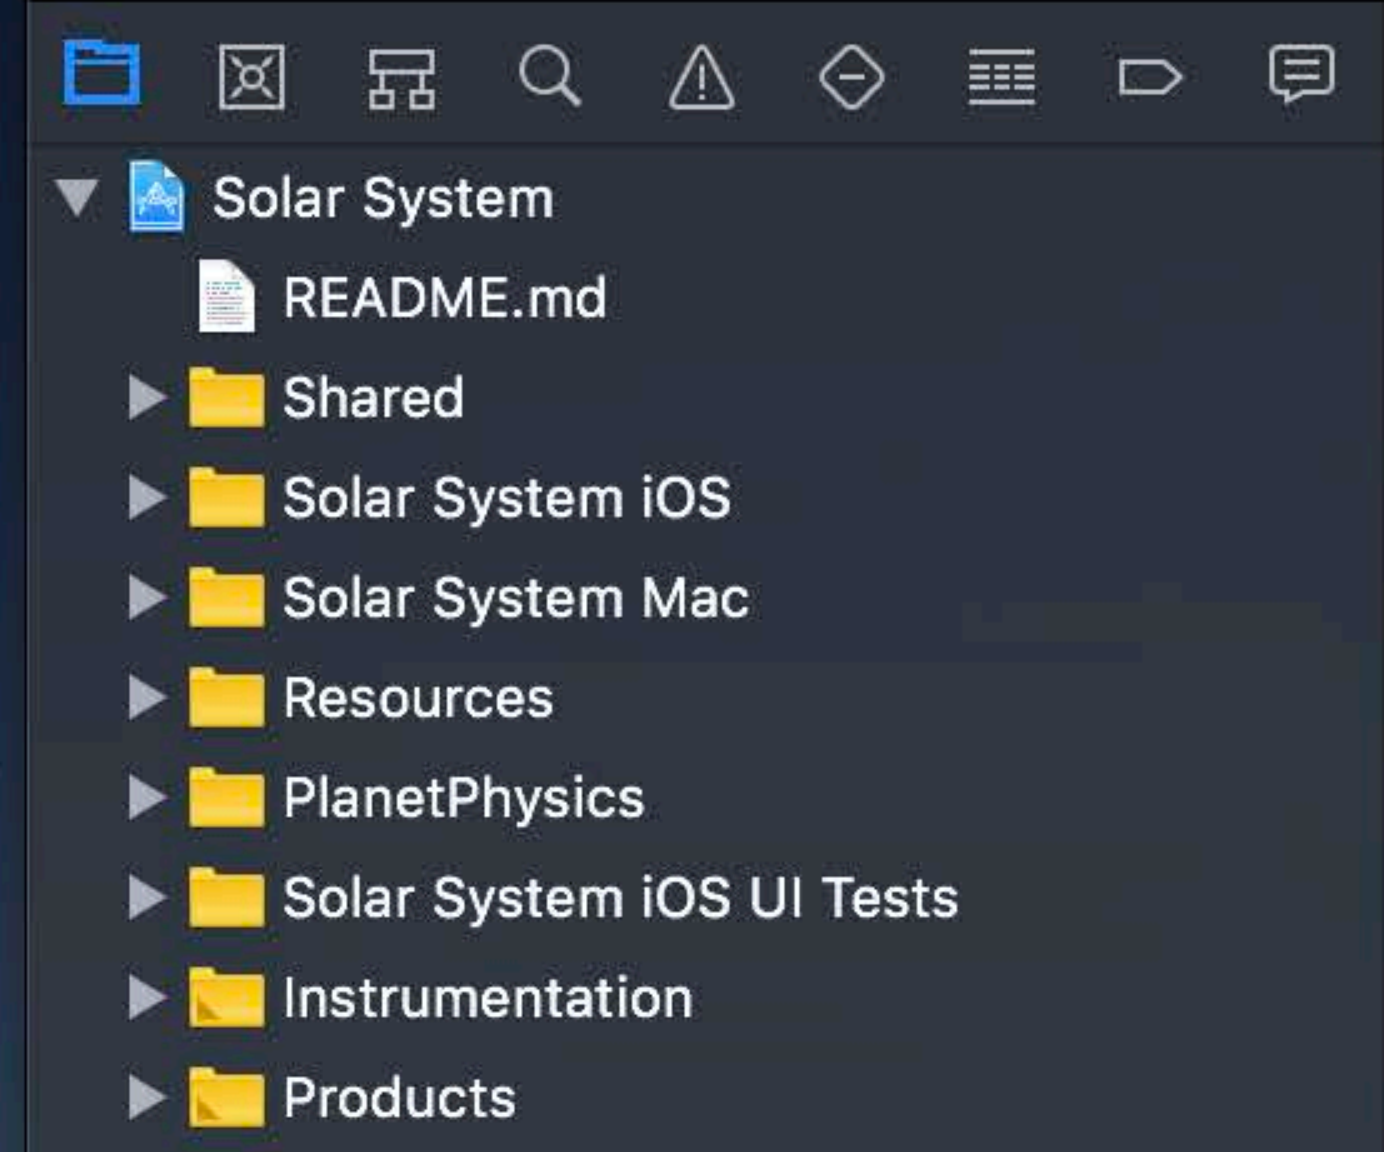 Solar System
README.md
Shared
Solar System iOS
Solar System Mac
Resources
PlanetPhysics
Solar System iOS UI Tests
Instrumentation
Products